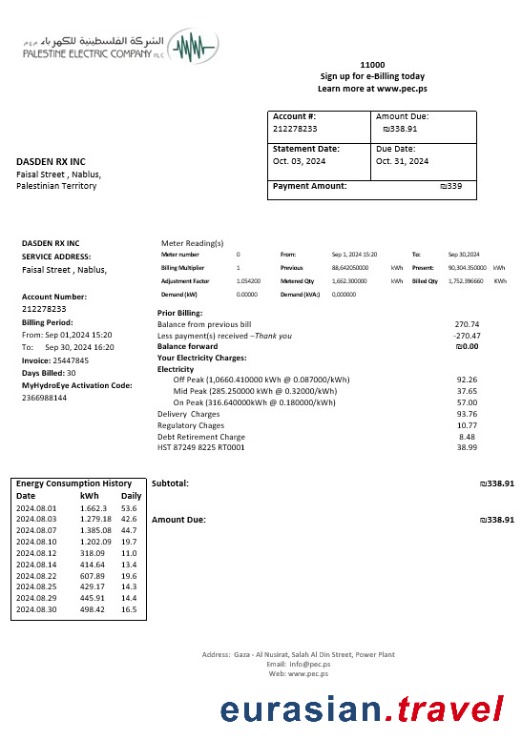 الشركة الفلسطينية للكهرباء م.ع.م
PALESTINE ELECTRIC COMPANY PLC
11000
Sign up for e-Billing today
Learn more at www.pec.ps
Account #:
212278233
Amount Due:
₪338.91
Statement Date:
Oct. 03, 2024
Due Date:
Oct. 31, 2024
Payment Amount: ₪339
DASDEN RX INC
Faisal Street , Nablus,
Palestinian Territory
DASDEN RX INC
SERVICE ADDRESS:
Faisal Street , Nablus,
Account Number:
212278233
Billing Period:
From: Sep 01,2024 15:20
To: Sep 30, 2024 16:20
Invoice: 25447845
Days Billed: 30
MyHydroEye Activation Code:
2366988144
Meter Reading(s)
Meter number 0 From: Sep 1, 2024 15:20 To: Sep 30,2024
Billing Multiplier 1 Previous 88,642050000 kWh Present: 90,304.350000 kWh
Adjustment Factor 1.054200 Metered Qty 1,662.300000 kWh Billed Qty 1,752.396660 kWh
Demand (kW) 0.00000 Demand (kVA;) 0,000000
Prior Billing:
Balance from previous bill 270.74
Less payment(s) received –Thank you -270.47
Balance forward ₪0.00
Your Electricity Charges:
Electricity
Off Peak (1,0660.410000 kWh @ 0.087000/kWh) 92.26
Mid Peak (285.250000 kWh @ 0.32000/kWh) 37.65
On Peak (316.640000kWh @ 0.180000/kWh) 57.00
Delivery Charges 93.76
Regulatory Chages 10.77
Debt Retirement Charge 8.48
HST 87249 8225 RT0001 38.99
Energy Consumption History
Date kWh Daily
2024.08.01 1.662.3 53.6
2024.08.03 1.279.18 42.6
2024.08.07 1.385.08 44.7
2024.08.10 1.202.09 19.7
2024.08.12 318.09 11.0
2024.08.14 414.64 13.4
2024.08.22 607.89 19.6
2024.08.25 429.17 14.3
2024.08.29 445.91 14.4
2024.08.30 498.42 16.5
Subtotal: ₪338.91
Amount Due: ₪338.91
Address: Gaza - Al Nusirat, Salah Al Din Street, Power Plant
Email: info@pec.ps
Web: www.pec.ps
eurasian.travel